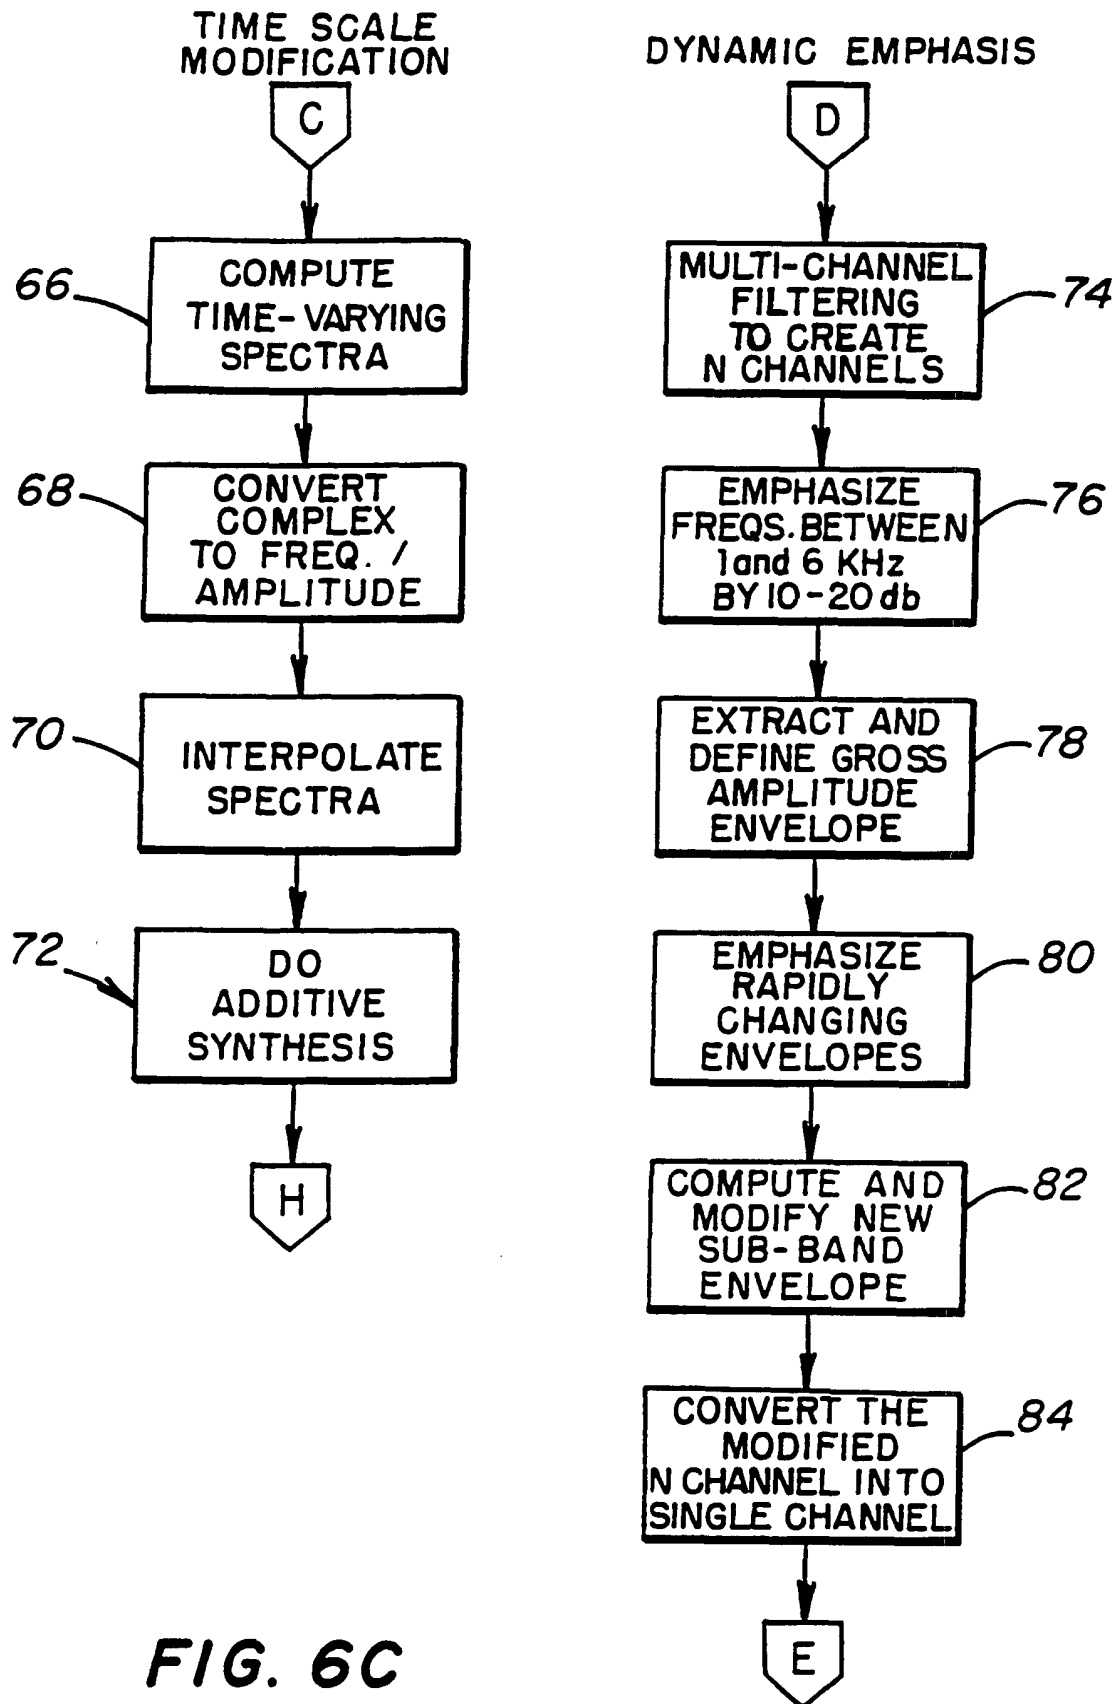 TIME SCALE
MODIFICATION
C
66
COMPUTE
TIME-VARYING
SPECTRA
68
CONVERT
COMPLEX
TO FREQ. /
AMPLITUDE
70
INTERPOLATE
SPECTRA
72
DO
ADDITIVE
SYNTHESIS
H
DYNAMIC EMPHASIS
D
MULTI-CHANNEL
FILTERING
TO CREATE
N CHANNELS
74
EMPHASIZE
FREQS. BETWEEN
1 and 6 KHz
BY 10-20 db
76
EXTRACT AND
DEFINE GROSS
AMPLITUDE
ENVELOPE
78
EMPHASIZE
RAPIDLY
CHANGING
ENVELOPES
80
COMPUTE AND
MODIFY NEW
SUB-BAND
ENVELOPE
82
CONVERT THE
MODIFIED
N CHANNEL INTO
SINGLE CHANNEL
84
E
FIG. 6C